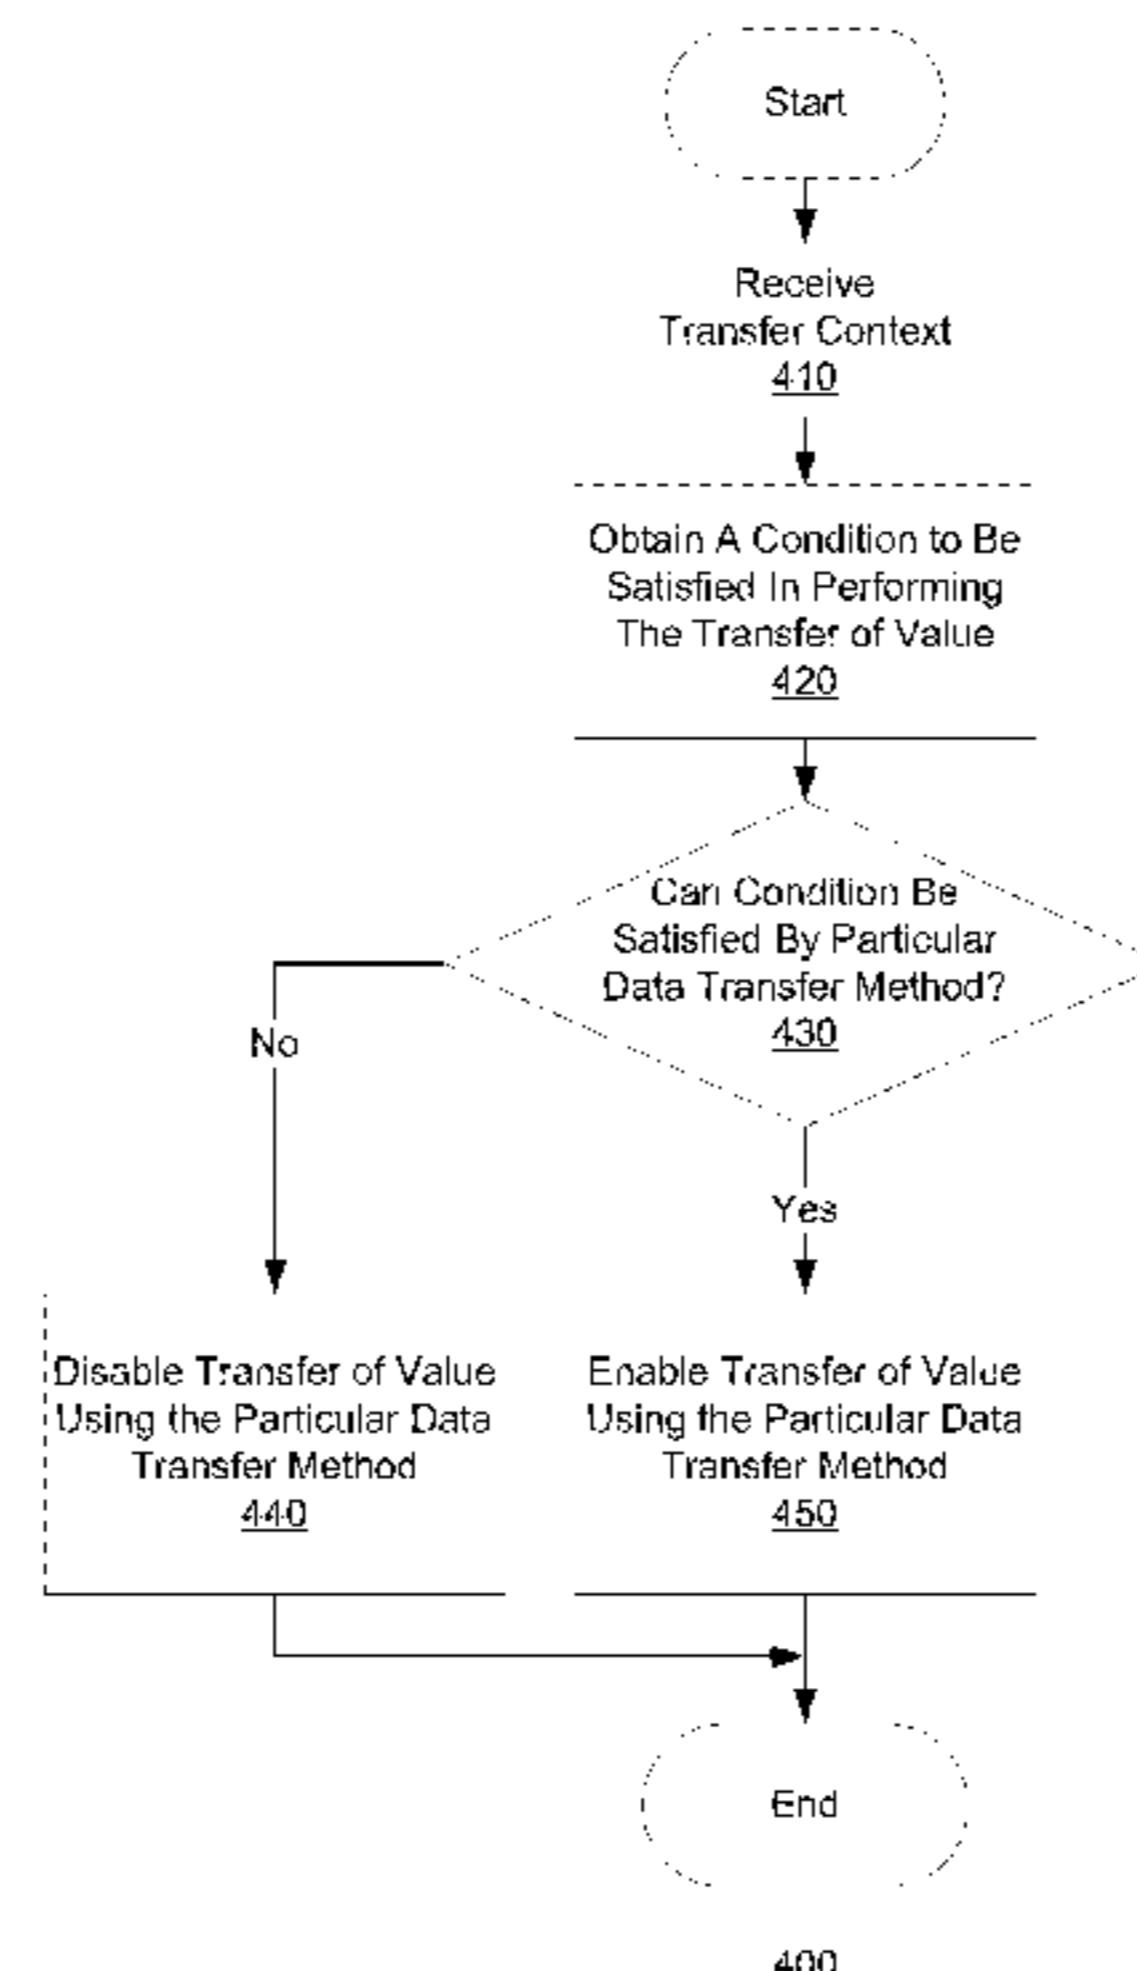 Start
Receive
Transfer Context
410
Obtain A Condition to Be
Satisfied In Performing
The Transfer of Value
420
Can Condition Be
Satisfied By Particular
Data Transfer Method?
430
No
Yes
Disable Transfer of Value
Using the Particular Data
Transfer Method
440
Enable Transfer of Value
Using the Particular Data
Transfer Method
450
End
400